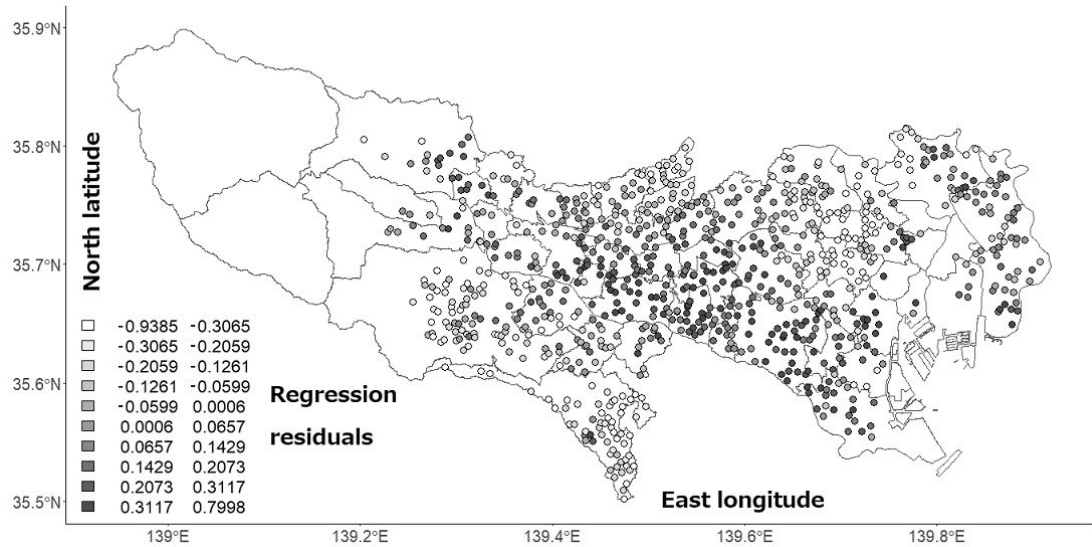 35.9°N
35.8°N
35.7°N
35.6°N
35.5°N
North latitude
-0.9385 -0.3065
-0.3065 -0.2059
-0.2059 -0.1261
-0.1261 -0.0599
-0.0599 0.0006
0.0006 0.0657
0.0657 0.1429
0.1429 0.2073
0.2073 0.3117
0.3117 0.7998
Regression
residuals
East longitude
139°E 139.2°E 139.4°E 139.6°E 139.8°E